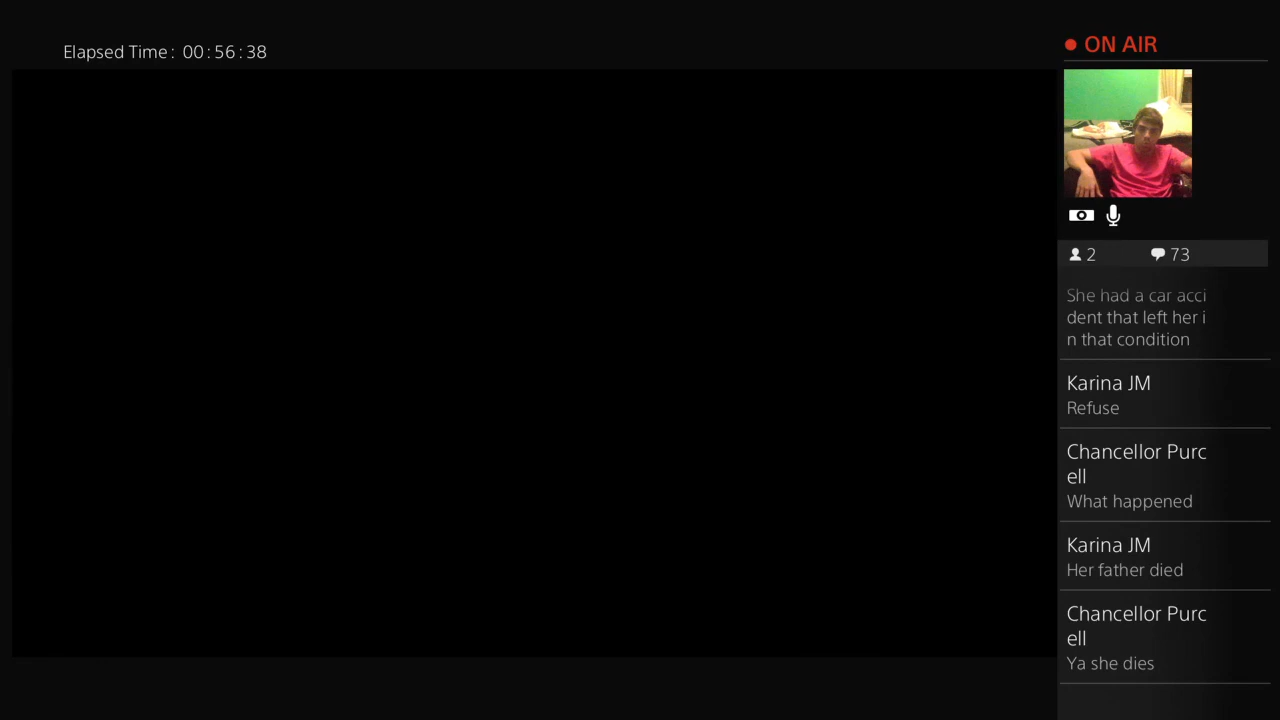 Elapsed Time: 00:56:38
ON AIR
2 73
She had a car acci
dent that left her i
n that condition
Karina JM
Refuse
Chancellor Purc
ell
What happened
Karina JM
Her father died
Chancellor Purc
ell
Ya she dies